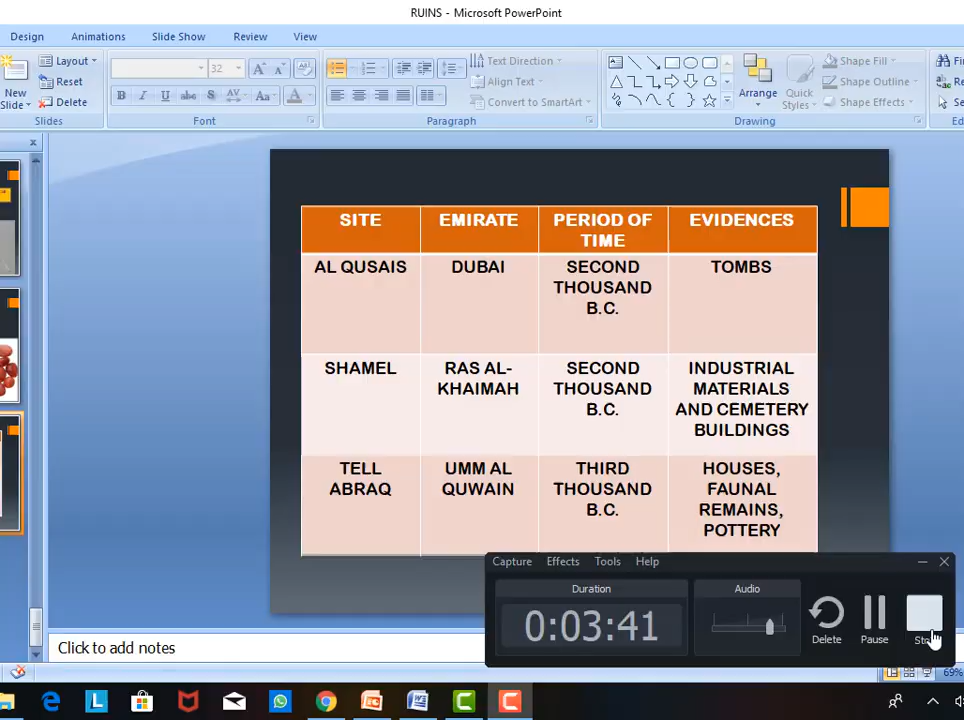 RUINS - Microsoft PowerPoint
Design Animations Slide Show Review View
New
Slide
Layout
Reset
Delete
Slides
32
B I U abc S AV Aa A
Font
Text Direction
Align Text
Convert to SmartArt
Paragraph
Arrange
Quick
Styles
Shape Fill
Shape Outline
Shape Effects
Drawing
SITE
EMIRATE
PERIOD OF
TIME
EVIDENCES
AL QUSAIS
DUBAI
SECOND
THOUSAND
B.C.
TOMBS
SHAMEL
RAS AL-
KHAIMAH
SECOND
THOUSAND
B.C.
INDUSTRIAL
MATERIALS
AND CEMETERY
BUILDINGS
TELL
ABRAQ
UMM AL
QUWAIN
THIRD
THOUSAND
B.C.
HOUSES,
FAUNAL
REMAINS,
POTTERY
Capture Effects Tools Help
Duration
0:03:41
Audio
Delete
Pause
Click to add notes
69%